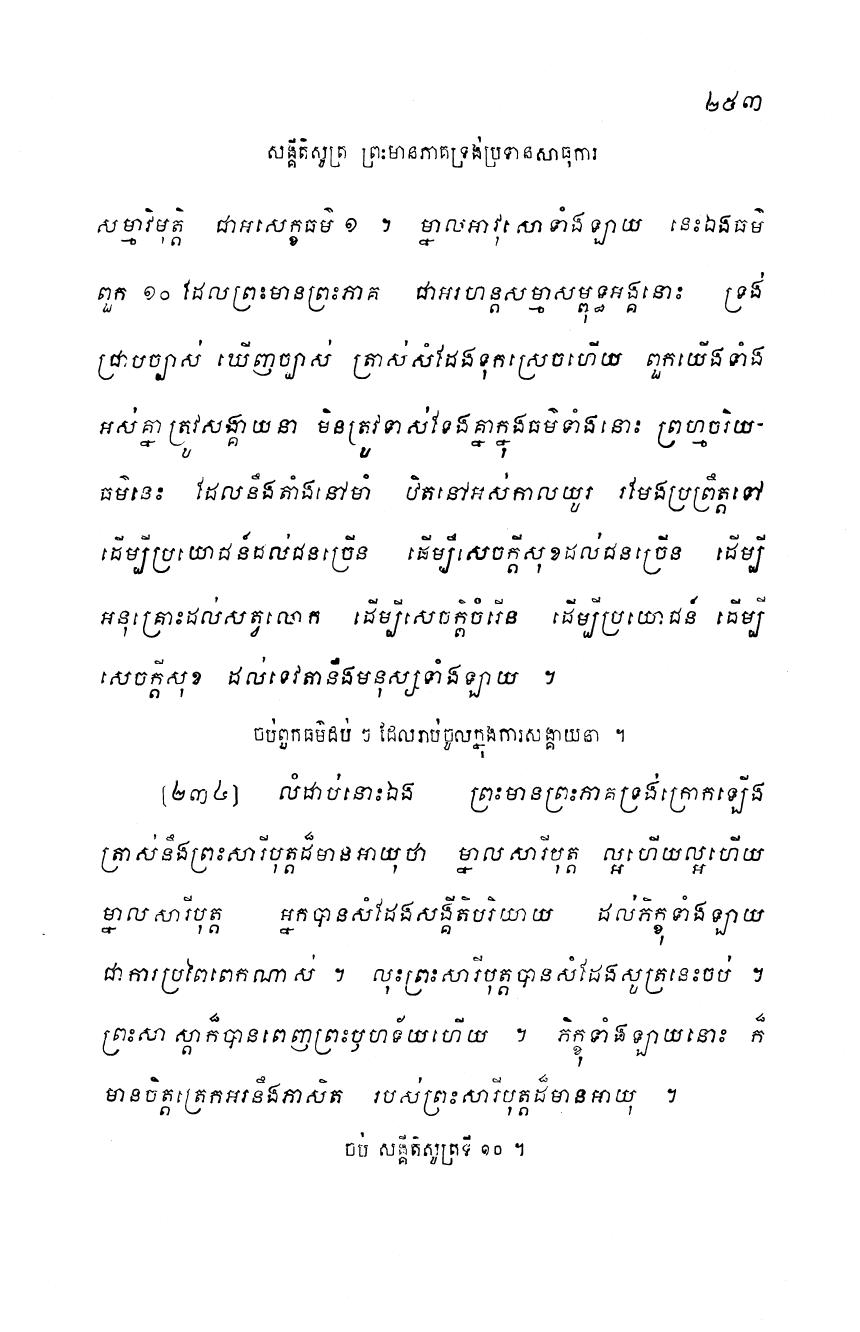 ២៥៣
សង្គីតិសូត្រ ព្រះមានភាគទ្រង់ប្រទានសាធុការ
សម្មាវិមុត្តិ ជាអសេក្ខធម៌ ១ ។ ម្នាលអាវុសោទាំងឡាយ នេះឯងធម៌
ពួក ១០ ដែលព្រះមានព្រះភាគ ជាអរហន្តសម្មាសម្ពុទ្ធអង្គនោះ ទ្រង់
ជ្រាបច្បាស់ ឃើញច្បាស់ ត្រាស់សំដែងទុកស្រេចហើយ ពួកយើងទាំង
អស់គ្នា ត្រូវសង្គាយនា មិនត្រូវទាស់ទែងគ្នាក្នុងធម៌ទាំងនោះ ព្រហ្មចរិយ-
ធម៌នេះ ដែលនឹងតាំងនៅមាំ ឋិតនៅអស់កាលយូរ រមែងប្រព្រឹត្តទៅ
ដើម្បីប្រយោជន៍ដល់ជនច្រើន ដើម្បីសេចក្តីសុខដល់ជនច្រើន ដើម្បី
អនុគ្រោះដល់សត្វលោក ដើម្បីសេចក្តិចំរើន ដើម្បីប្រយោជន៍ ដើម្បី
សេចក្តីសុខ ដល់ទេវតានឹងមនុស្សទាំងឡាយ ។
ចប់ពួកធម៌ដប់ ៗ ដែលរាប់ចូលក្នុងការសង្គាយនា ។
[២៣៤] លំដាប់នោះឯង ព្រះមានព្រះភាគទ្រង់ក្រោកឡើង
ត្រាស់នឹងព្រះសារីបុត្តដ៏មានអាយុថា ម្នាលសារីបុត្ត ល្អហើយល្អហើយ
ម្នាលសារីបុត្ត អ្នកបានសំដែងសង្គីតិបរិយាយ ដល់ភិក្ខុទាំងឡាយ
ជាការប្រពៃពេកណាស់ ។ លុះព្រះសារីបុត្តបានសំដែងសូត្រនេះចប់ ។
ព្រះសាស្តាក៏បានពេញព្រះឫហទ័យហើយ ។ ភិក្ខុទាំងឡាយនោះ ក៏
មានចិត្តត្រេកអរនឹងភាសិត របស់ព្រះសារីបុត្តដ៏មានអាយុ ។
ចប់ សង្គីតិសូត្រទី ១០ ។